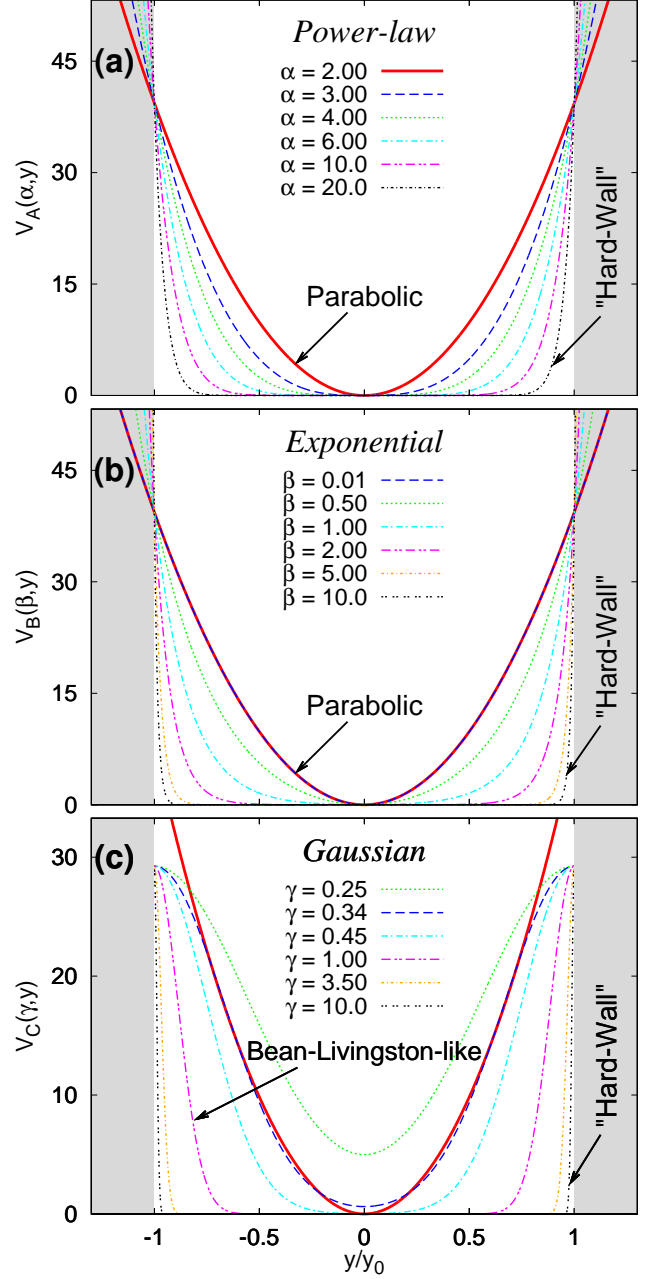 (a)
Power-law
α = 2.00
α = 3.00
α = 4.00
α = 6.00
α = 10.0
α = 20.0
Parabolic
"Hard-Wall"
V_A(α,y)
45
30
15
0
(b)
Exponential
β = 0.01
β = 0.50
β = 1.00
β = 2.00
β = 5.00
β = 10.0
Parabolic
"Hard-Wall"
V_B(β,y)
45
30
15
0
(c)
Gaussian
γ = 0.25
γ = 0.34
γ = 0.45
γ = 1.00
γ = 3.50
γ = 10.0
Bean-Livingston-like
"Hard-Wall"
V_C(γ,y)
30
20
10
0
-1 -0.5 0 0.5 1
y/y_0